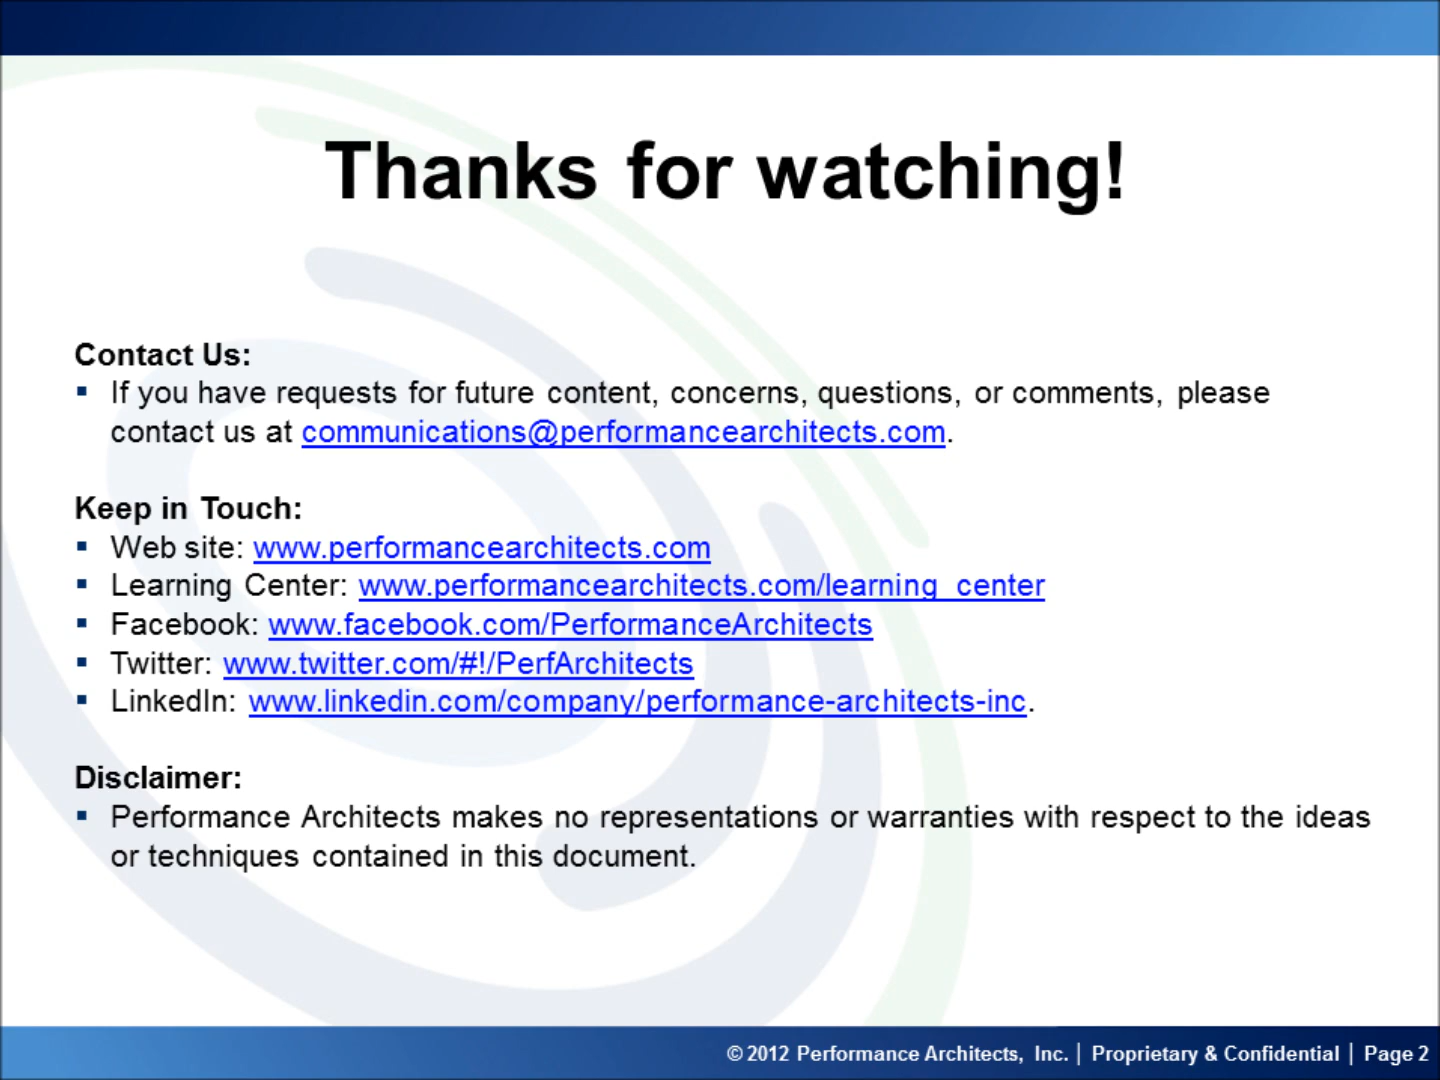 Thanks for watching!
Contact Us:
▪ If you have requests for future content, concerns, questions, or comments, please
contact us at communications@performancearchitects.com.
Keep in Touch:
▪ Web site: www.performancearchitects.com
▪ Learning Center: www.performancearchitects.com/learning_center
▪ Facebook: www.facebook.com/PerformanceArchitects
▪ Twitter: www.twitter.com/#!/PerfArchitects
▪ LinkedIn: www.linkedin.com/company/performance-architects-inc.
Disclaimer:
▪ Performance Architects makes no representations or warranties with respect to the ideas
or techniques contained in this document.
© 2012 Performance Architects, Inc. | Proprietary & Confidential | Page 2